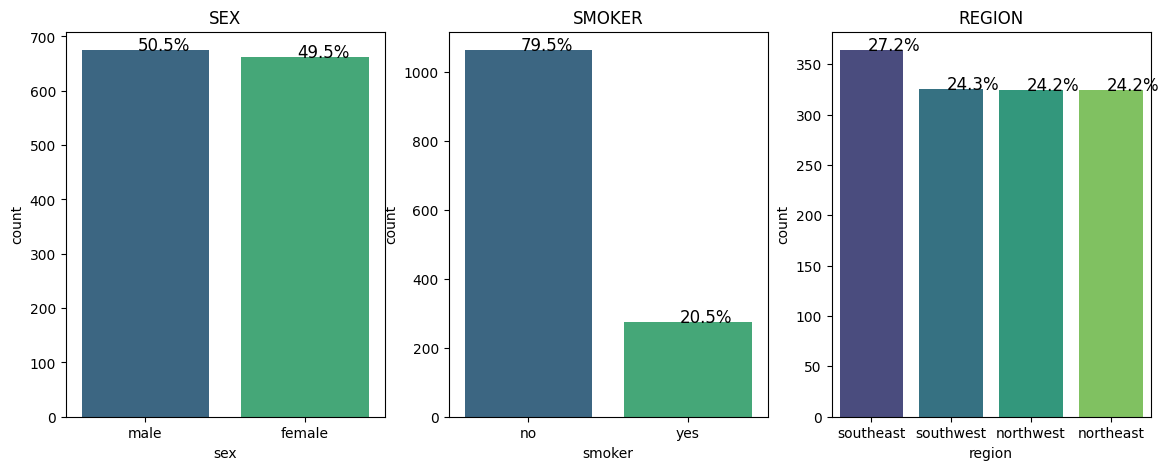 SEX
700
600
500
400
300
200
100
0
count
50.5%
49.5%
male
female
sex
SMOKER
1000
800
600
400
200
0
count
79.5%
20.5%
no
yes
smoker
REGION
350
300
250
200
150
100
50
0
count
27.2%
24.3%
24.2%
24.2%
southeast
southwest
northwest
northeast
region